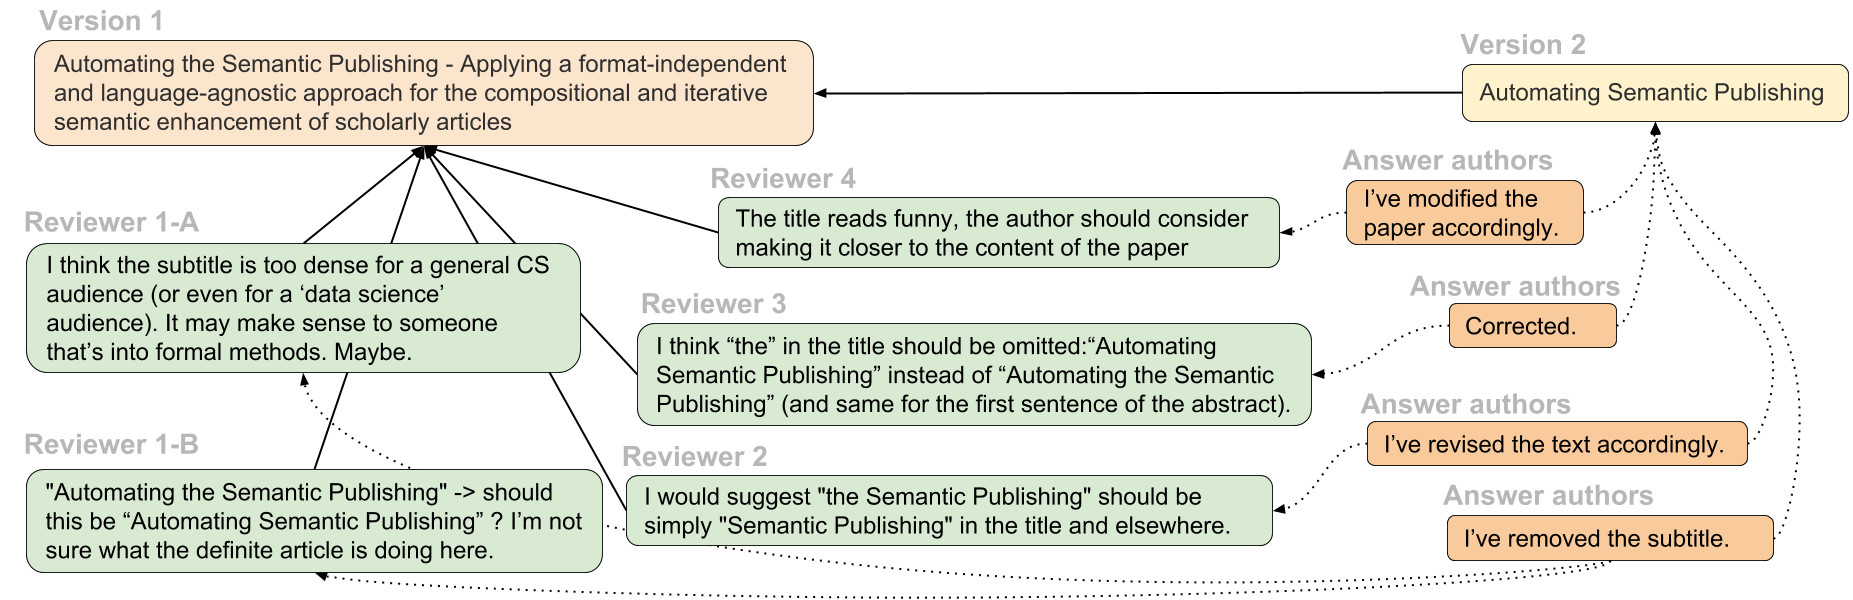 Version 1
Automating the Semantic Publishing - Applying a format-independent
and language-agnostic approach for the compositional and iterative
semantic enhancement of scholarly articles
Version 2
Automating Semantic Publishing
Reviewer 4
The title reads funny, the author should consider
making it closer to the content of the paper
Answer authors
I've modified the
paper accordingly.
Reviewer 1-A
I think the subtitle is too dense for a general CS
audience (or even for a ‘data science’
audience). It may make sense to someone
that’s into formal methods. Maybe.
Reviewer 3
I think “the” in the title should be omitted:“Automating
Semantic Publishing” instead of “Automating the Semantic
Publishing” (and same for the first sentence of the abstract).
Answer authors
Corrected.
Reviewer 1-B
"Automating the Semantic Publishing" -> should
this be “Automating Semantic Publishing” ? I’m not
sure what the definite article is doing here.
Reviewer 2
I would suggest "the Semantic Publishing" should be
simply "Semantic Publishing" in the title and elsewhere.
Answer authors
I’ve revised the text accordingly.
Answer authors
I’ve removed the subtitle.